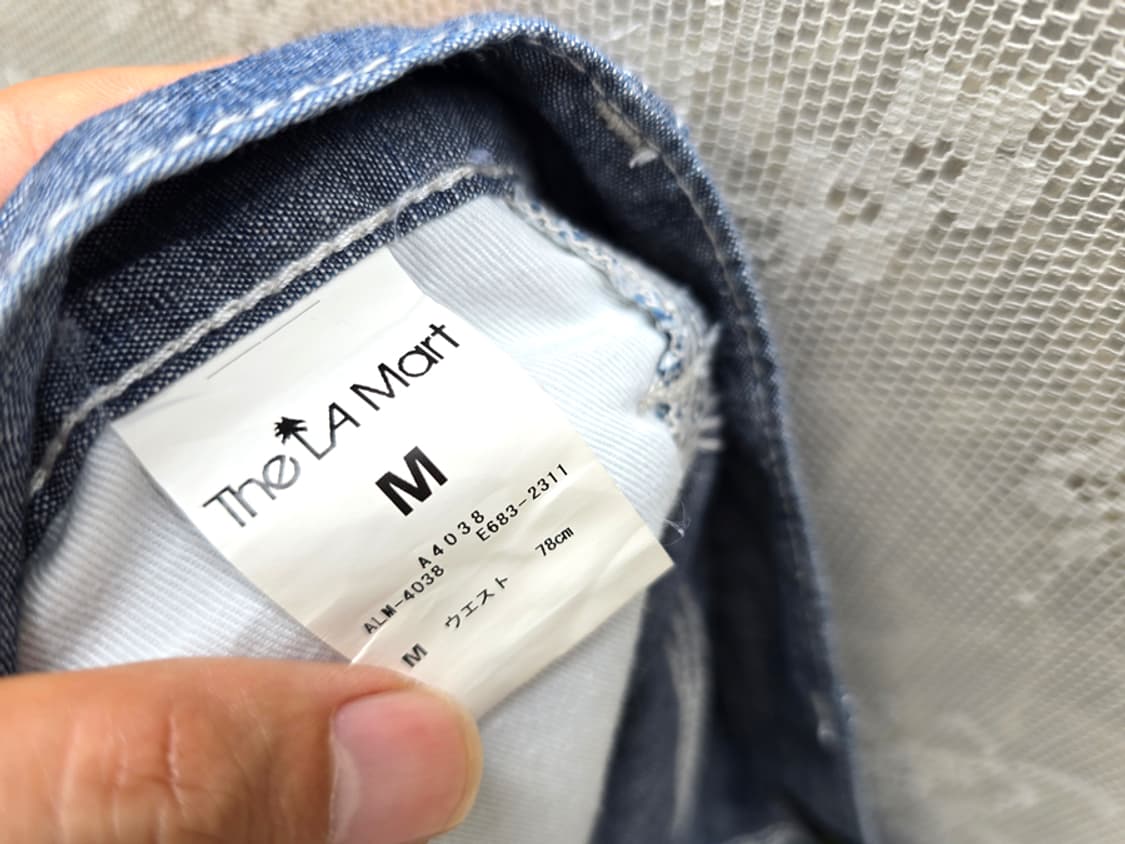 The LA Mart
M
A4038
ALM-4038 E683-2311
M ウエスト 78cm